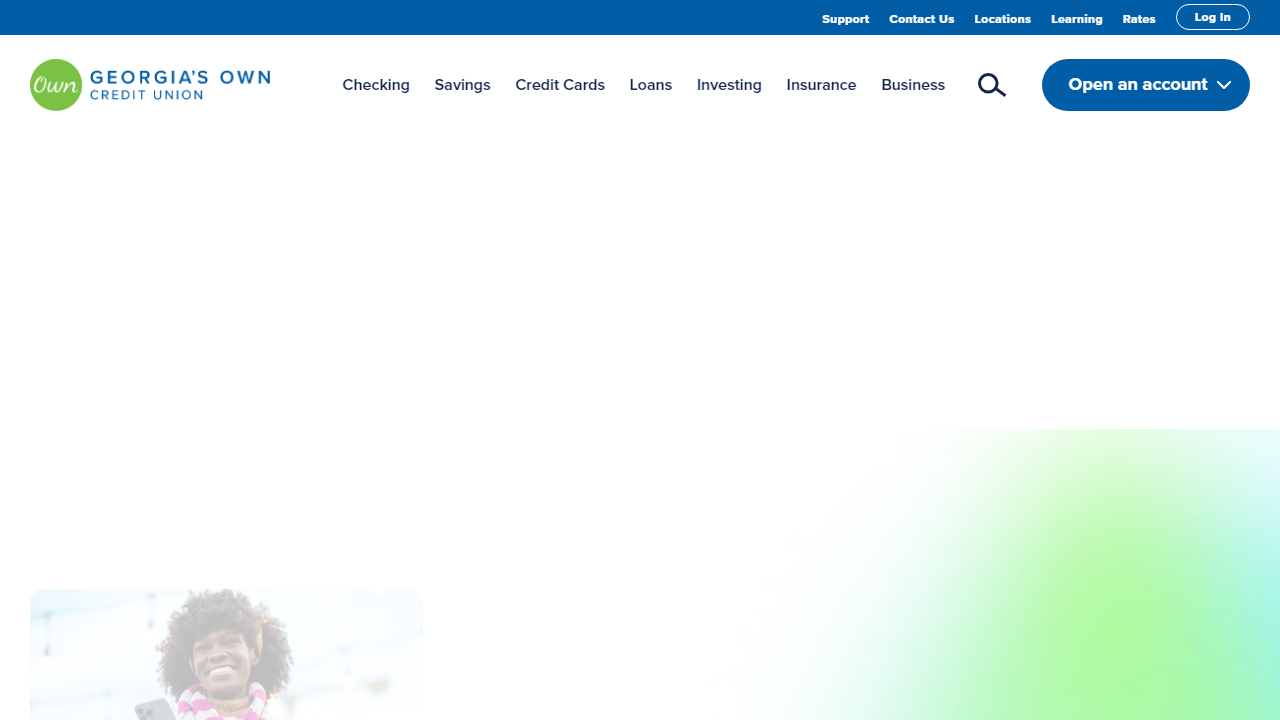 Support Contact Us Locations Learning Rates Log In
Own GEORGIA'S OWN
CREDIT UNION
Checking Savings Credit Cards Loans Investing Insurance Business Open an account